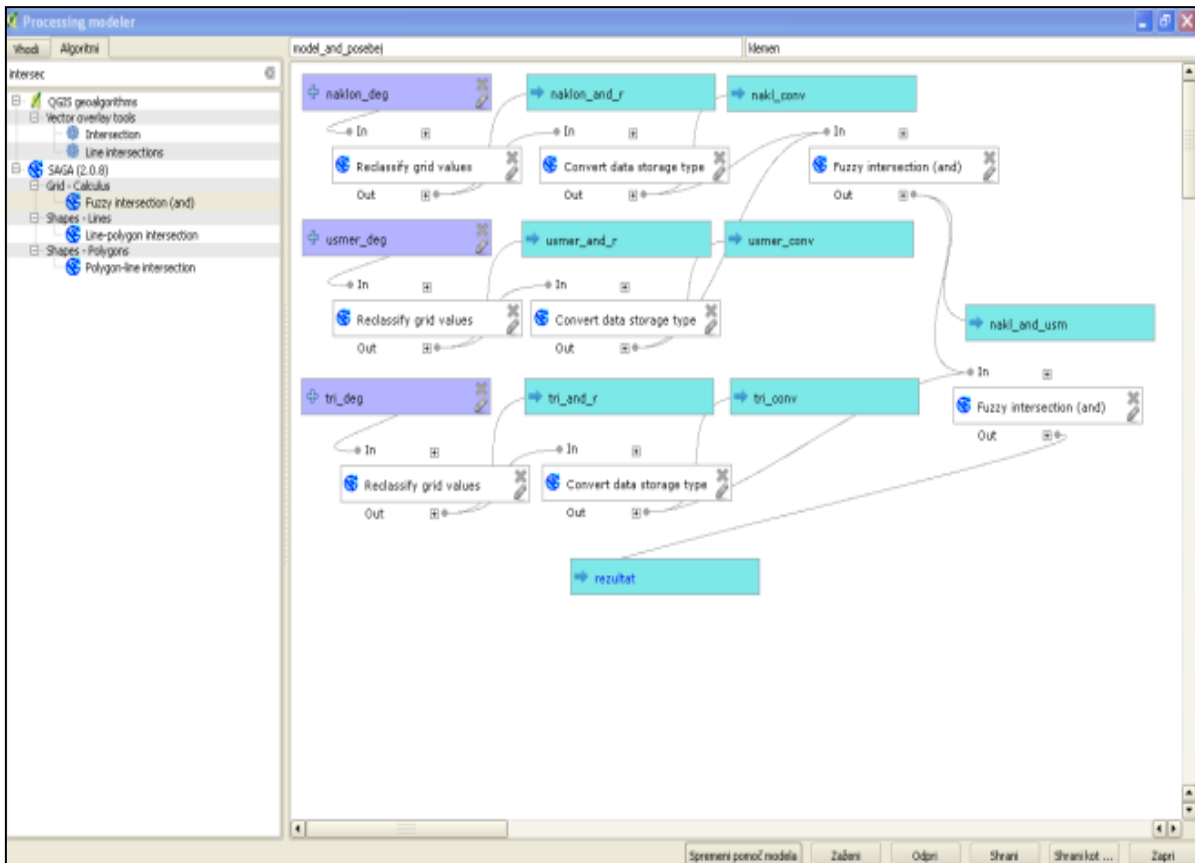 Processing modeler
Vhodi
Algoritmi
intersec
QGIS geoalgorithms
Vector overlay tools
Intersection
Line intersections
SAGA (2.0.8)
Grid - Calculus
Fuzzy intersection (and)
Shapes - Lines
Line-polygon intersection
Shapes - Polygons
Polygon-line intersection
model_and_posebej
klemen
naklon_deg
naklon_and_r
nakl_conv
In
In
In
Reclassify grid values
Convert data storage type
Fuzzy intersection (and)
Out
Out
Out
usmer_deg
usmer_and_r
usmer_conv
In
In
Reclassify grid values
Convert data storage type
Out
Out
nakl_and_usm
In
Fuzzy intersection (and)
Out
tri_deg
tri_and_r
tri_conv
In
In
Reclassify grid values
Convert data storage type
Out
Out
rezultat
Spremeni pomoč modela
Zaženi
Odpri
Shrani
Shrani kot ...
Zapri